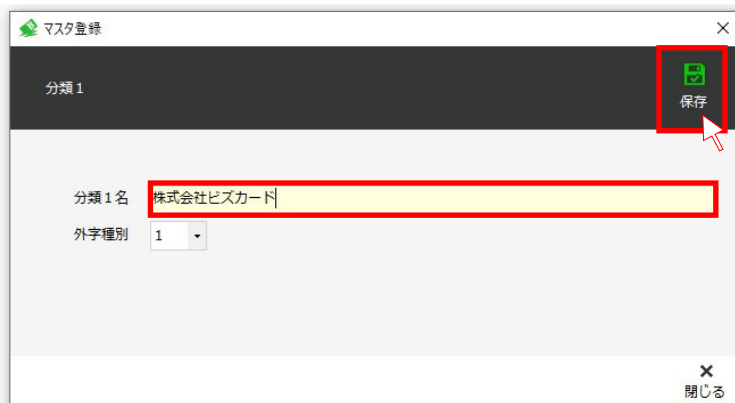 マスタ登録
分類1
保存
分類1名 株式会社ビズカード
外字種別 1
閉じる